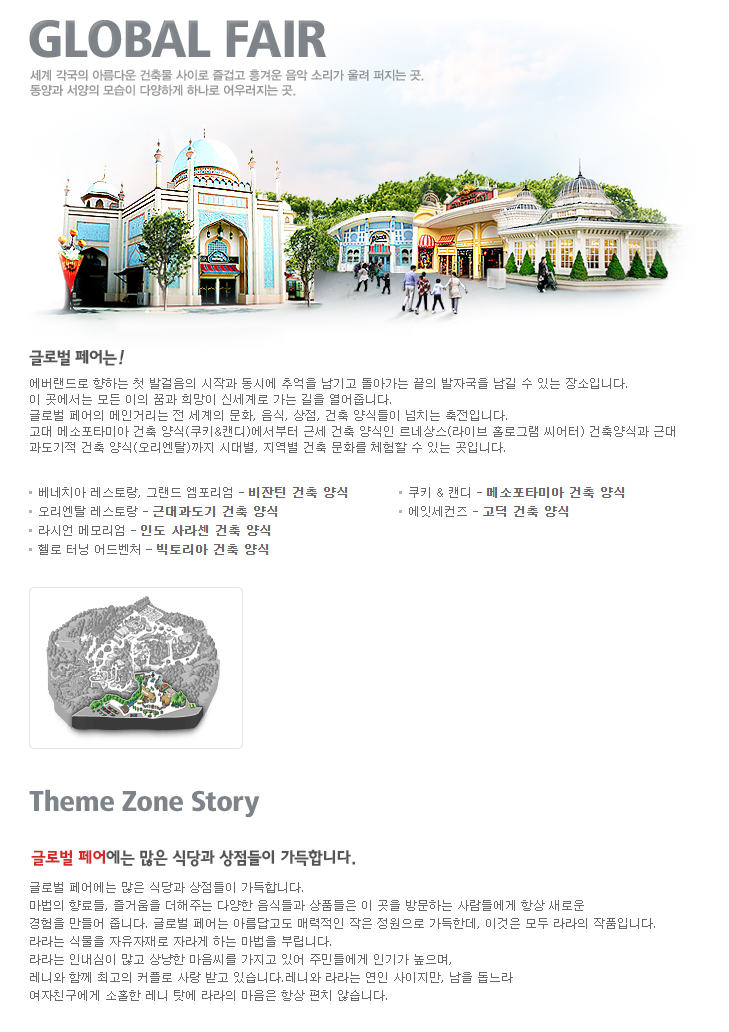 GLOBAL FAIR
세계 각국의 아름다운 건축물 사이로 즐겁고 흥겨운 음악 소리가 울려 퍼지는 곳.
동양과 서양의 모습이 다양하게 하나로 어우러지는 곳.
글로벌 페어는!
에버랜드로 향하는 첫 발걸음의 시작과 동시에 추억을 남기고 돌아가는 끝의 발자국을 남길 수 있는 장소입니다.
이 곳에서는 모든 이의 꿈과 희망이 신세계로 가는 길을 열어줍니다.
글로벌 페어의 메인거리는 전 세계의 문화, 음식, 상점, 건축 양식들이 넘치는 축전입니다.
고대 메소포타미아 건축 양식(쿠키&캔디)에서부터 근세 건축 양식인 르네상스(라이브 홀로그램 씨어터) 건축양식과 근대
과도기적 건축 양식(오리엔탈)까지 시대별, 지역별 건축 문화를 체험할 수 있는 곳입니다.
베네치아 레스토랑, 그랜드 엠포리엄 - 비잔틴 건축 양식
오리엔탈 레스토랑 - 근대과도기 건축 양식
라시언 메모리엄 - 인도 사라센 건축 양식
헬로 터닝 어드벤처 - 빅토리아 건축 양식
쿠키 & 캔디 - 메소포타미아 건축 양식
에잇세컨즈 - 고딕 건축 양식
Theme Zone Story
글로벌 페어에는 많은 식당과 상점들이 가득합니다.
글로벌 페어에는 많은 식당과 상점들이 가득합니다.
마법의 향료들, 즐거움을 더해주는 다양한 음식들과 상품들은 이 곳을 방문하는 사람들에게 항상 새로운
경험을 만들어 줍니다. 글로벌 페어는 아름답고도 매력적인 작은 정원으로 가득한데, 이것은 모두 라라의 작품입니다.
라라는 식물을 자유자재로 자라게 하는 마법을 부립니다.
라라는 인내심이 많고 상냥한 마음씨를 가지고 있어 주민들에게 인기가 높으며,
레니와 함께 최고의 커플로 사랑 받고 있습니다.레니와 라라는 연인 사이지만, 남을 돕느라
여자친구에게 소홀한 레니 탓에 라라의 마음은 항상 편치 않습니다.